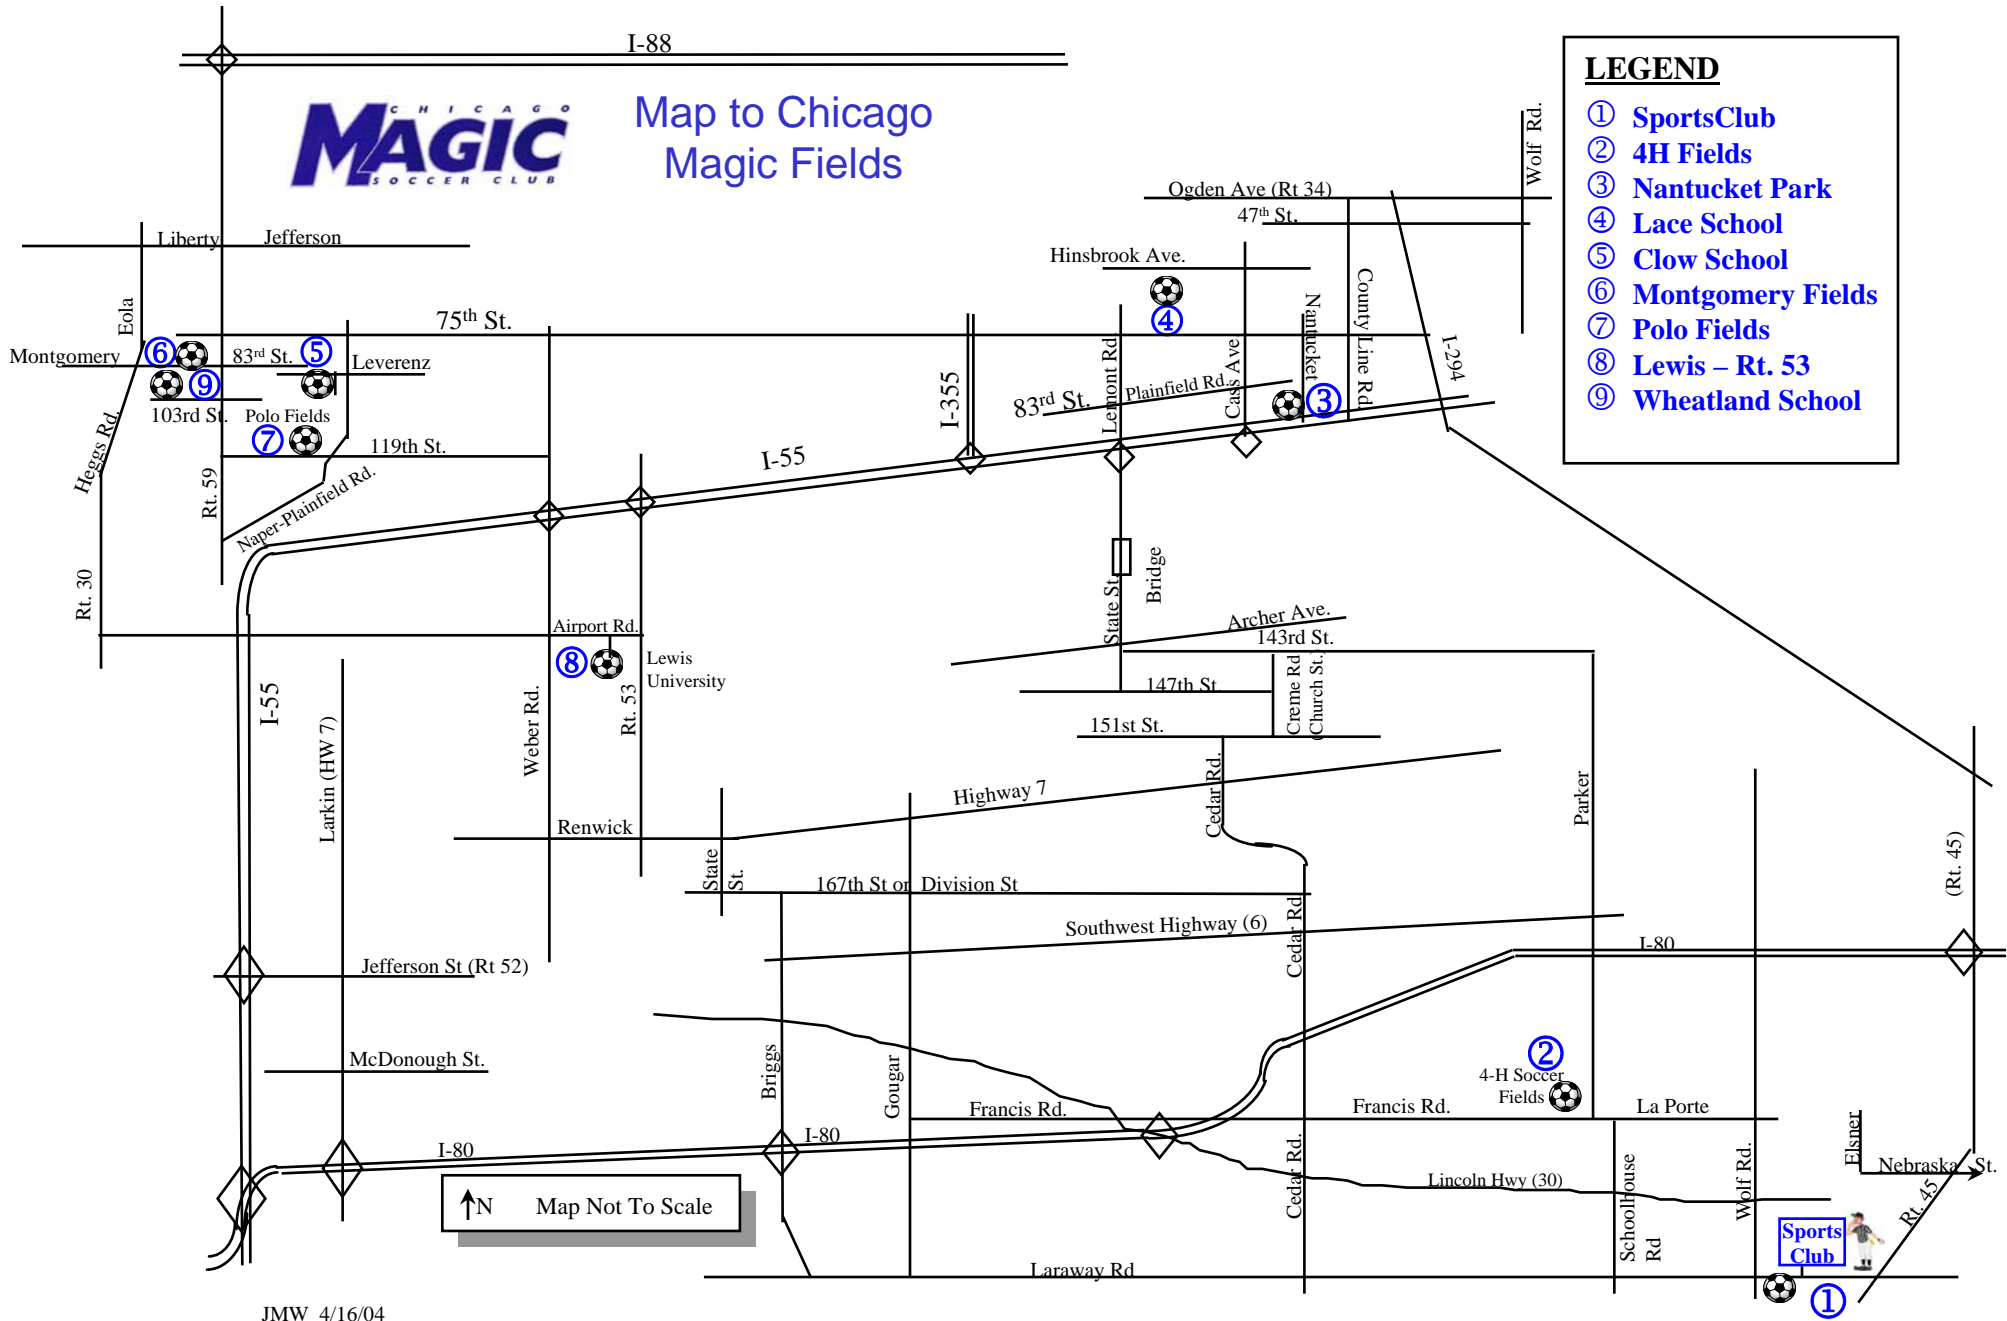 I-88
CHICAGO
MAGIC
SOCCER CLUB
Map to Chicago
Magic Fields
LEGEND
① SportsClub
② 4H Fields
③ Nantucket Park
④ Lace School
⑤ Clow School
⑥ Montgomery Fields
⑦ Polo Fields
⑧ Lewis – Rt. 53
⑨ Wheatland School
Wolf Rd.
Ogden Ave (Rt 34)
47th St.
Liberty
Jefferson
Hinsbrook Ave.
Eola
75th St.
④
Nantucket
County Line Rd.
I-294
Montgomery
⑥
83rd St.
⑤
Leverenz
⑨
103rd St.
Polo Fields
⑦
119th St.
Heggs Rd.
Rt. 59
Naper-Plainfield Rd.
I-355
83rd St.
Lemont Rd.
Plainfield Rd.
Cass Ave
③
I-55
Rt. 30
State St.
Bridge
Archer Ave.
143rd St.
Airport Rd.
⑧
Lewis
University
147th St.
Creme Rd
(Church St.)
151st St.
I-55
Larkin (HW 7)
Weber Rd.
Rt. 53
Cedar Rd.
Parker
Highway 7
Renwick
State
St.
(Rt. 45)
167th St or Division St
Southwest Highway (6)
Cedar Rd.
I-80
Jefferson St (Rt 52)
McDonough St.
Briggs
Gougar
②
4-H Soccer
Fields
Francis Rd.
Francis Rd.
La Porte
I-80
I-80
Elsner
Nebraska St.
Cedar Rd.
Lincoln Hwy (30)
Schoolhouse
Rd
Wolf Rd.
Rt. 45
N Map Not To Scale
Sports
Club
Laraway Rd
①
JMW 4/16/04